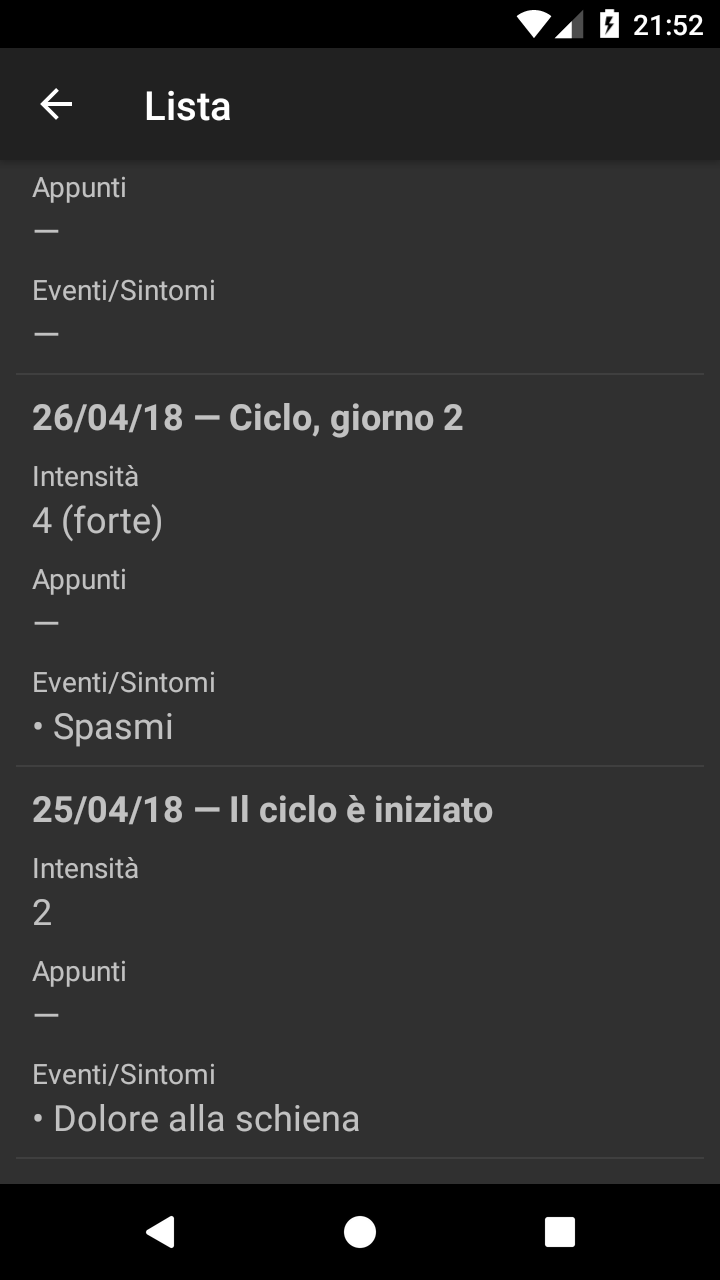 21:52
Lista
Appunti
—
Eventi/Sintomi
—
26/04/18 — Ciclo, giorno 2
Intensità
4 (forte)
Appunti
—
Eventi/Sintomi
• Spasmi
25/04/18 — Il ciclo è iniziato
Intensità
2
Appunti
—
Eventi/Sintomi
• Dolore alla schiena